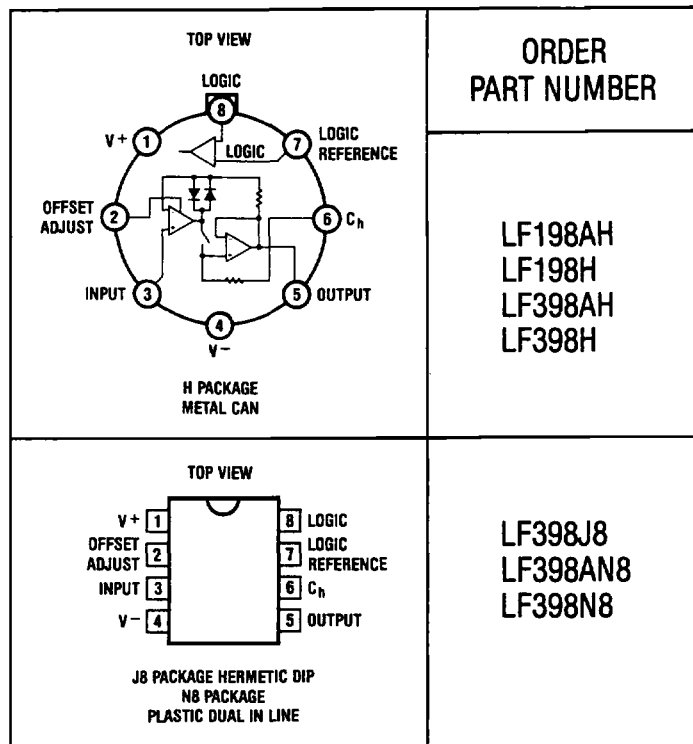 TOP VIEW
LOGIC
8
V+ 1
7 LOGIC
REFERENCE
LOGIC
OFFSET
ADJUST 2
6 Ch
INPUT 3
5 OUTPUT
4
V−
H PACKAGE
METAL CAN
ORDER
PART NUMBER
LF198AH
LF198H
LF398AH
LF398H
TOP VIEW
V+ 1
8 LOGIC
OFFSET
ADJUST 2
7 LOGIC
REFERENCE
INPUT 3
6 Ch
V− 4
5 OUTPUT
J8 PACKAGE HERMETIC DIP
N8 PACKAGE
PLASTIC DUAL IN LINE
LF398J8
LF398AN8
LF398N8